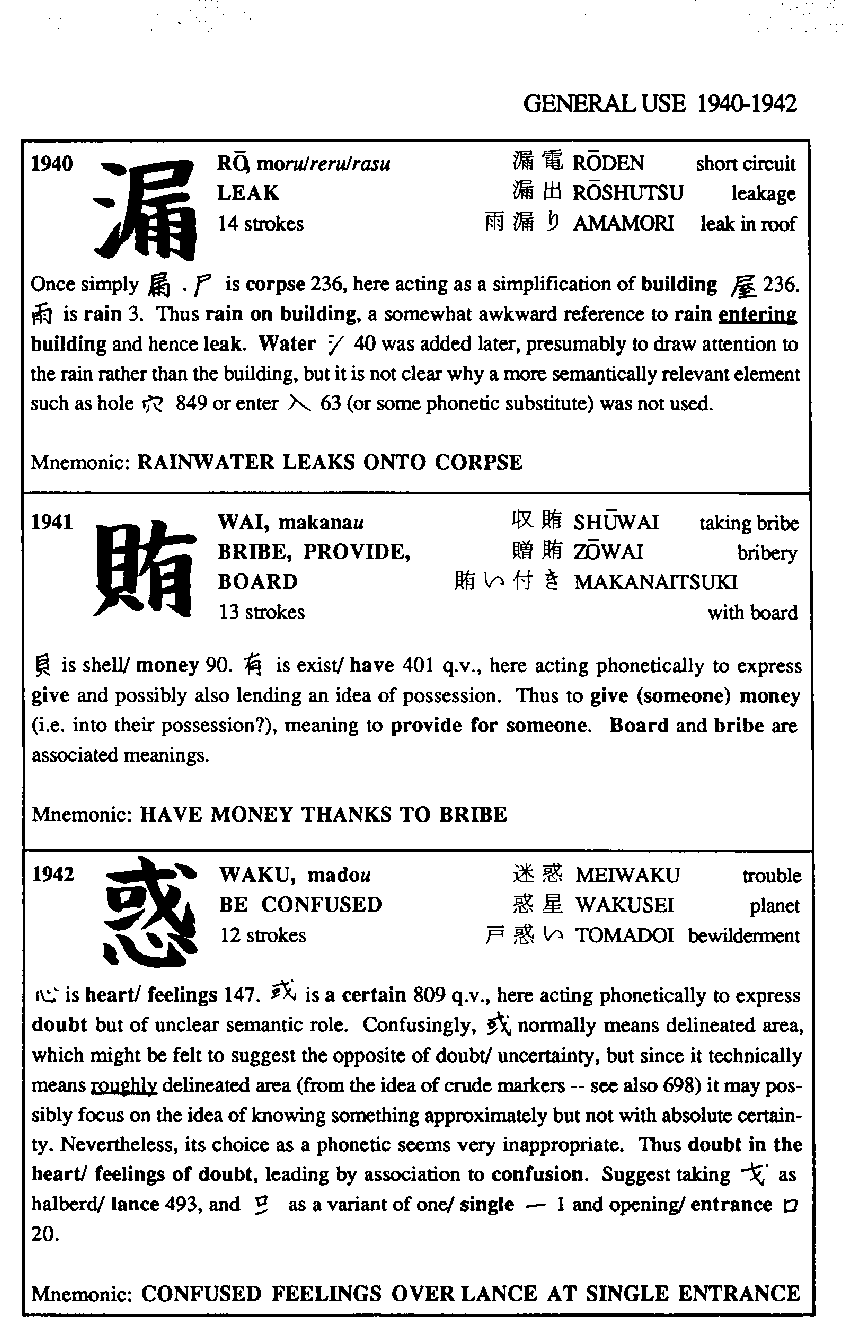 GENERAL USE 1940-1942
1940 漏 RŌ, moru/reru/rasu 漏電 RŌDEN short circuit
LEAK 漏出 RŌSHUTSU leakage
14 strokes 雨漏り AMAMORI leak in roof
Once simply 屚. 尸 is corpse 236, here acting as a simplification of building 屋 236.
雨 is rain 3. Thus rain on building, a somewhat awkward reference to rain entering
building and hence leak. Water 氵 40 was added later, presumably to draw attention to
the rain rather than the building, but it is not clear why a more semantically relevant element
such as hole 穴 849 or enter 入 63 (or some phonetic substitute) was not used.
Mnemonic: RAINWATER LEAKS ONTO CORPSE
1941 賄 WAI, makanau 収賄 SHŪWAI taking bribe
BRIBE, PROVIDE, 贈賄 ZŌWAI bribery
BOARD 賄い付き MAKANAITSUKI
13 strokes with board
貝 is shell/ money 90. 有 is exist/ have 401 q.v., here acting phonetically to express
give and possibly also lending an idea of possession. Thus to give (someone) money
(i.e. into their possession?), meaning to provide for someone. Board and bribe are
associated meanings.
Mnemonic: HAVE MONEY THANKS TO BRIBE
1942 惑 WAKU, madou 迷惑 MEIWAKU trouble
BE CONFUSED 惑星 WAKUSEI planet
12 strokes 戸惑い TOMADOI bewilderment
心 is heart/ feelings 147. 或 is a certain 809 q.v., here acting phonetically to express
doubt but of unclear semantic role. Confusingly, 或 normally means delineated area,
which might be felt to suggest the opposite of doubt/ uncertainty, but since it technically
means roughly delineated area (from the idea of crude markers -- see also 698) it may pos-
sibly focus on the idea of knowing something approximately but not with absolute certain-
ty. Nevertheless, its choice as a phonetic seems very inappropriate. Thus doubt in the
heart/ feelings of doubt, leading by association to confusion. Suggest taking 戈 as
halberd/ lance 493, and as a variant of one/ single 一 1 and opening/ entrance 口
20.
Mnemonic: CONFUSED FEELINGS OVER LANCE AT SINGLE ENTRANCE